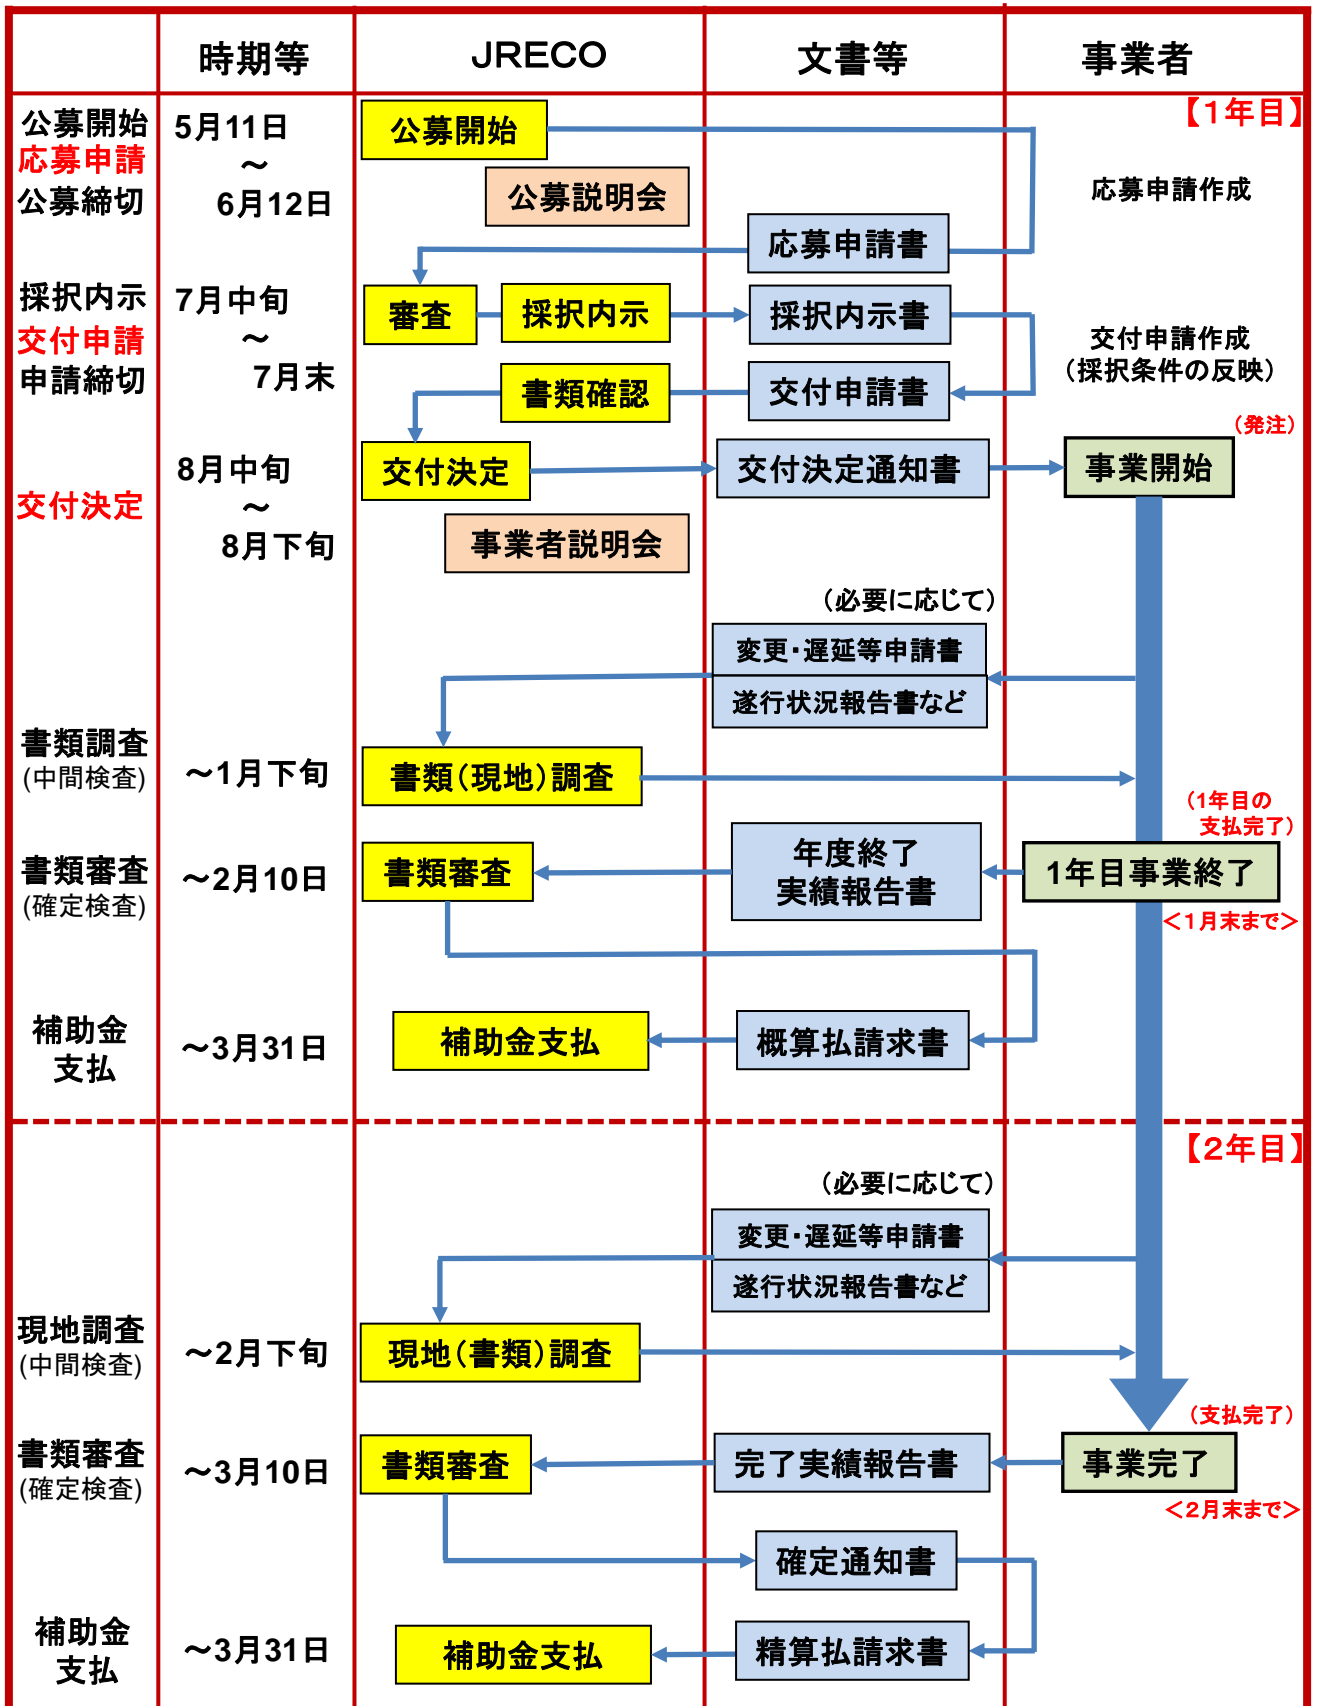 時期等
JRECO
文書等
事業者
【1年目】
公募開始
応募申請
公募締切
5月11日
～
6月12日
公募開始
公募説明会
応募申請作成
応募申請書
採択内示
交付申請
申請締切
7月中旬
～
7月末
審査
採択内示
採択内示書
交付申請作成
（採択条件の反映）
書類確認
交付申請書
（発注）
交付決定
8月中旬
～
8月下旬
交付決定
交付決定通知書
事業開始
事業者説明会
（必要に応じて）
変更・遅延等申請書
遂行状況報告書など
書類調査
(中間検査)
～1月下旬
書類（現地）調査
（1年目の
支払完了）
書類審査
(確定検査)
～2月10日
書類審査
年度終了
実績報告書
1年目事業終了
＜1月末まで＞
補助金
支払
～3月31日
補助金支払
概算払請求書
【2年目】
（必要に応じて）
変更・遅延等申請書
遂行状況報告書など
現地調査
(中間検査)
～2月下旬
現地（書類）調査
（支払完了）
書類審査
(確定検査)
～3月10日
書類審査
完了実績報告書
事業完了
＜2月末まで＞
確定通知書
補助金
支払
～3月31日
補助金支払
精算払請求書